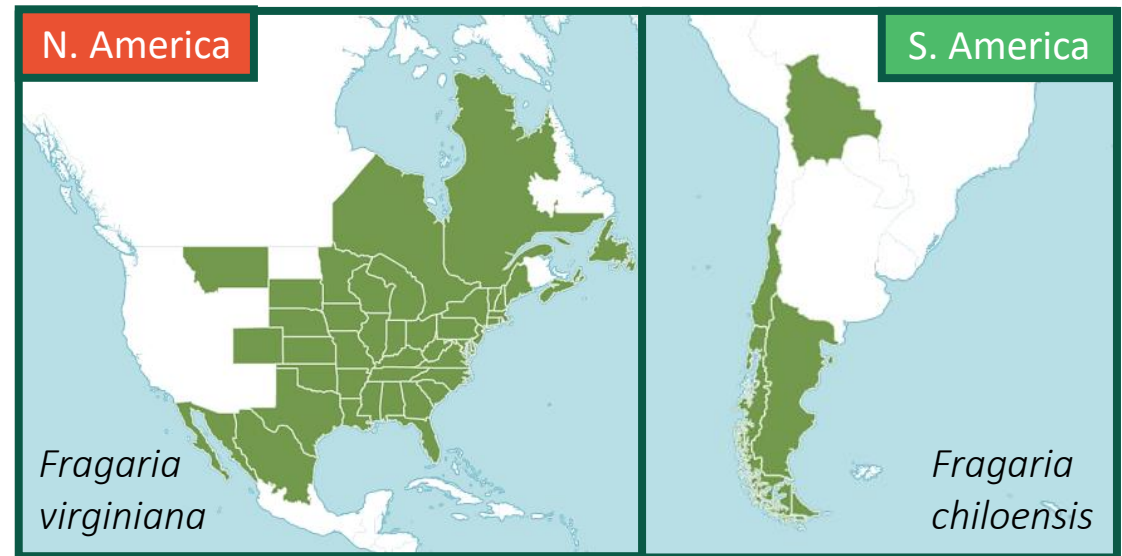 N. America
S. America
Fragaria
virginiana
Fragaria
chiloensis